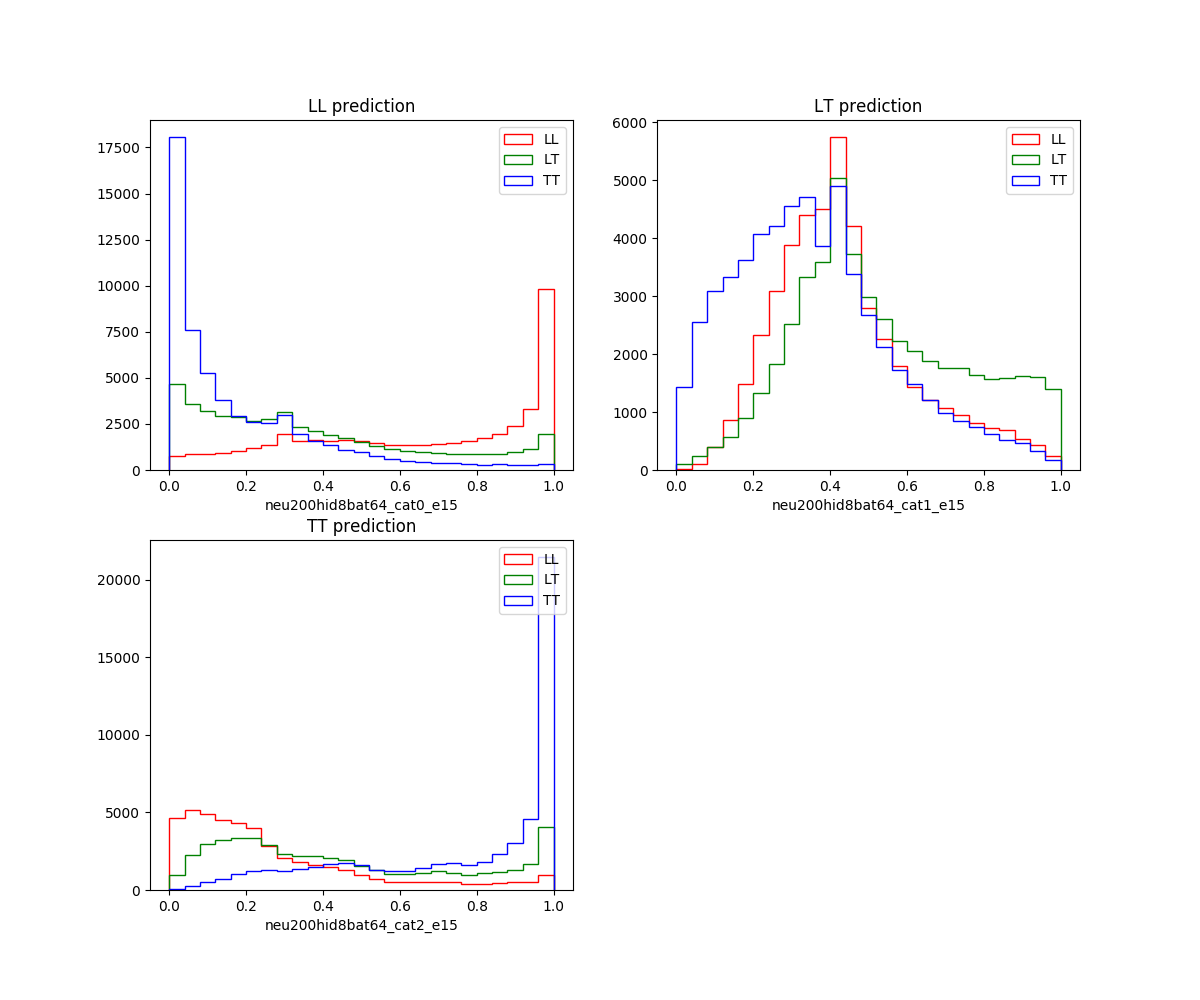 LL prediction
17500
15000
12500
10000
7500
5000
2500
0
LL
LT
TT
0.0 0.2 0.4 0.6 0.8 1.0
neu200hid8bat64_cat0_e15
LT prediction
6000
5000
4000
3000
2000
1000
0
LL
LT
TT
0.0 0.2 0.4 0.6 0.8 1.0
neu200hid8bat64_cat1_e15
TT prediction
20000
15000
10000
5000
0
LL
LT
TT
0.0 0.2 0.4 0.6 0.8 1.0
neu200hid8bat64_cat2_e15